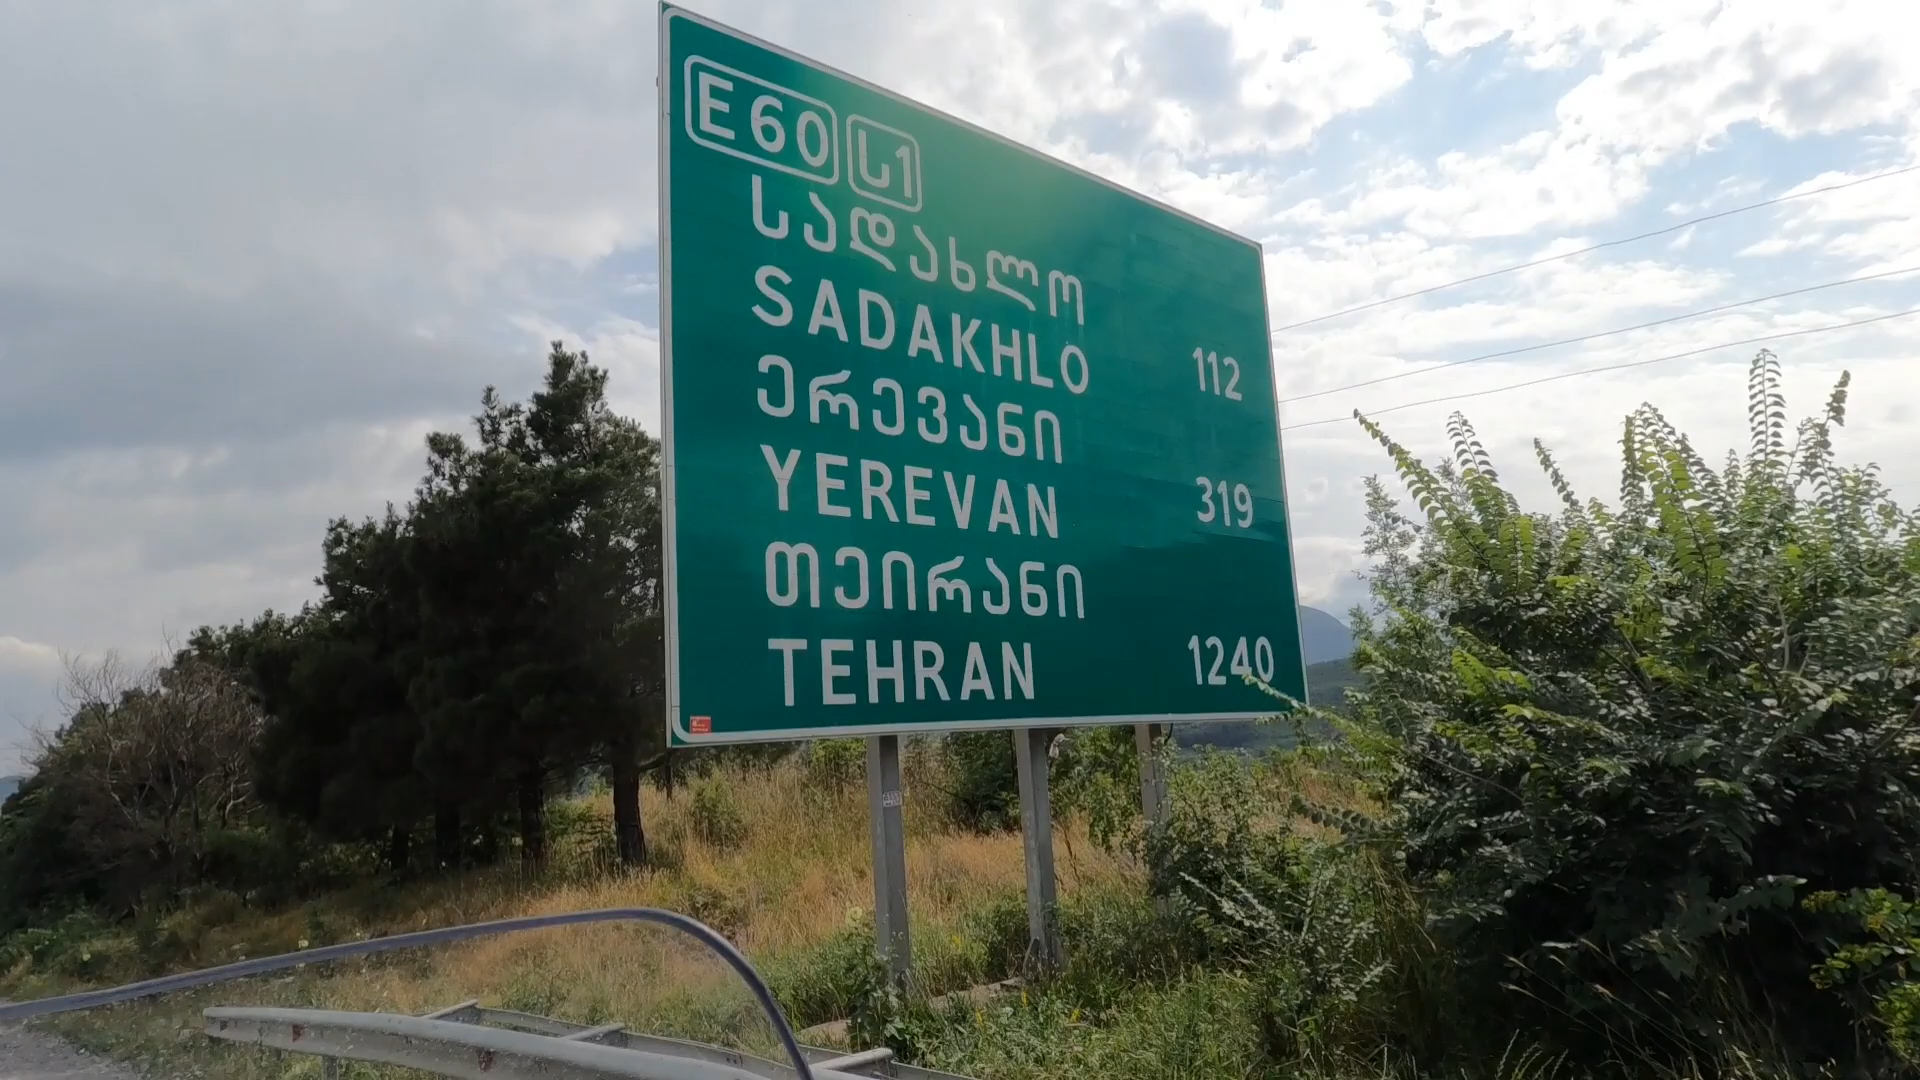 E60 ს1
სადახლო
SADAKHLO 112
ერევანი
YEREVAN 319
თეირანი
TEHRAN 1240